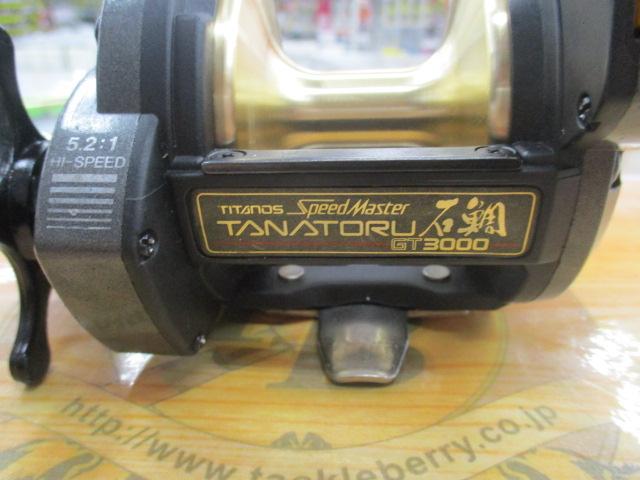 5.2:1
HI-SPEED
TITANOS SpeedMaster 石鯛
TANATORU
GT3000
http://www.tackleberry.co.jp